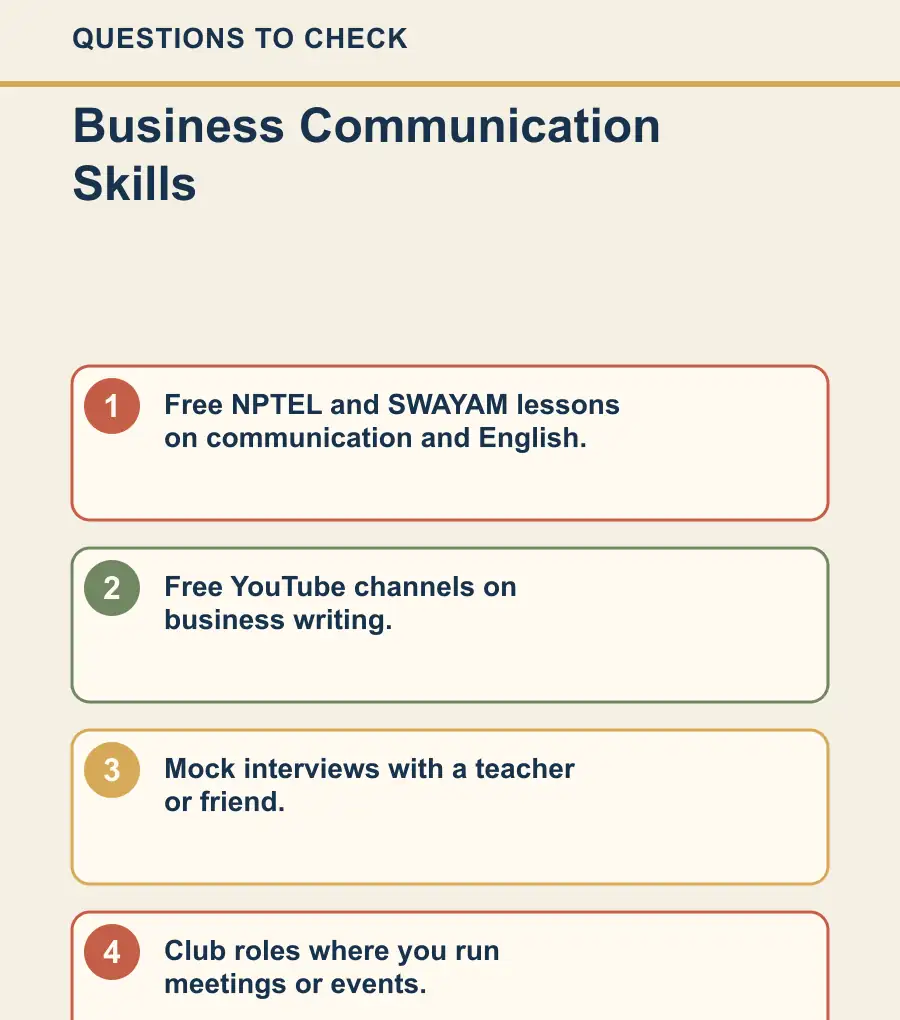 QUESTIONS TO CHECK
Business Communication
Skills
1
Free NPTEL and SWAYAM lessons
on communication and English.
2
Free YouTube channels on
business writing.
3
Mock interviews with a teacher
or friend.
4
Club roles where you run
meetings or events.